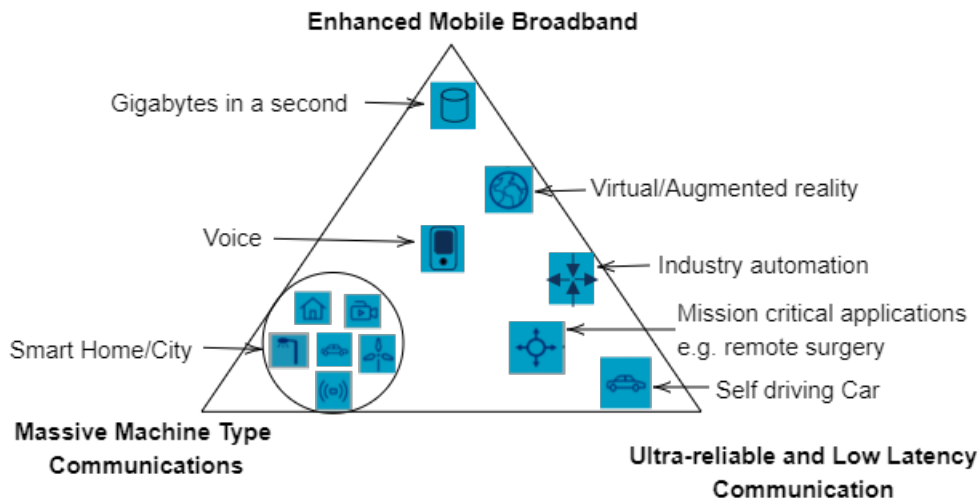 Enhanced Mobile Broadband
Gigabytes in a second
Virtual/Augmented reality
Voice
Industry automation
Mission critical applications
e.g. remote surgery
Smart Home/City
Self driving Car
Massive Machine Type
Communications
Ultra-reliable and Low Latency
Communication